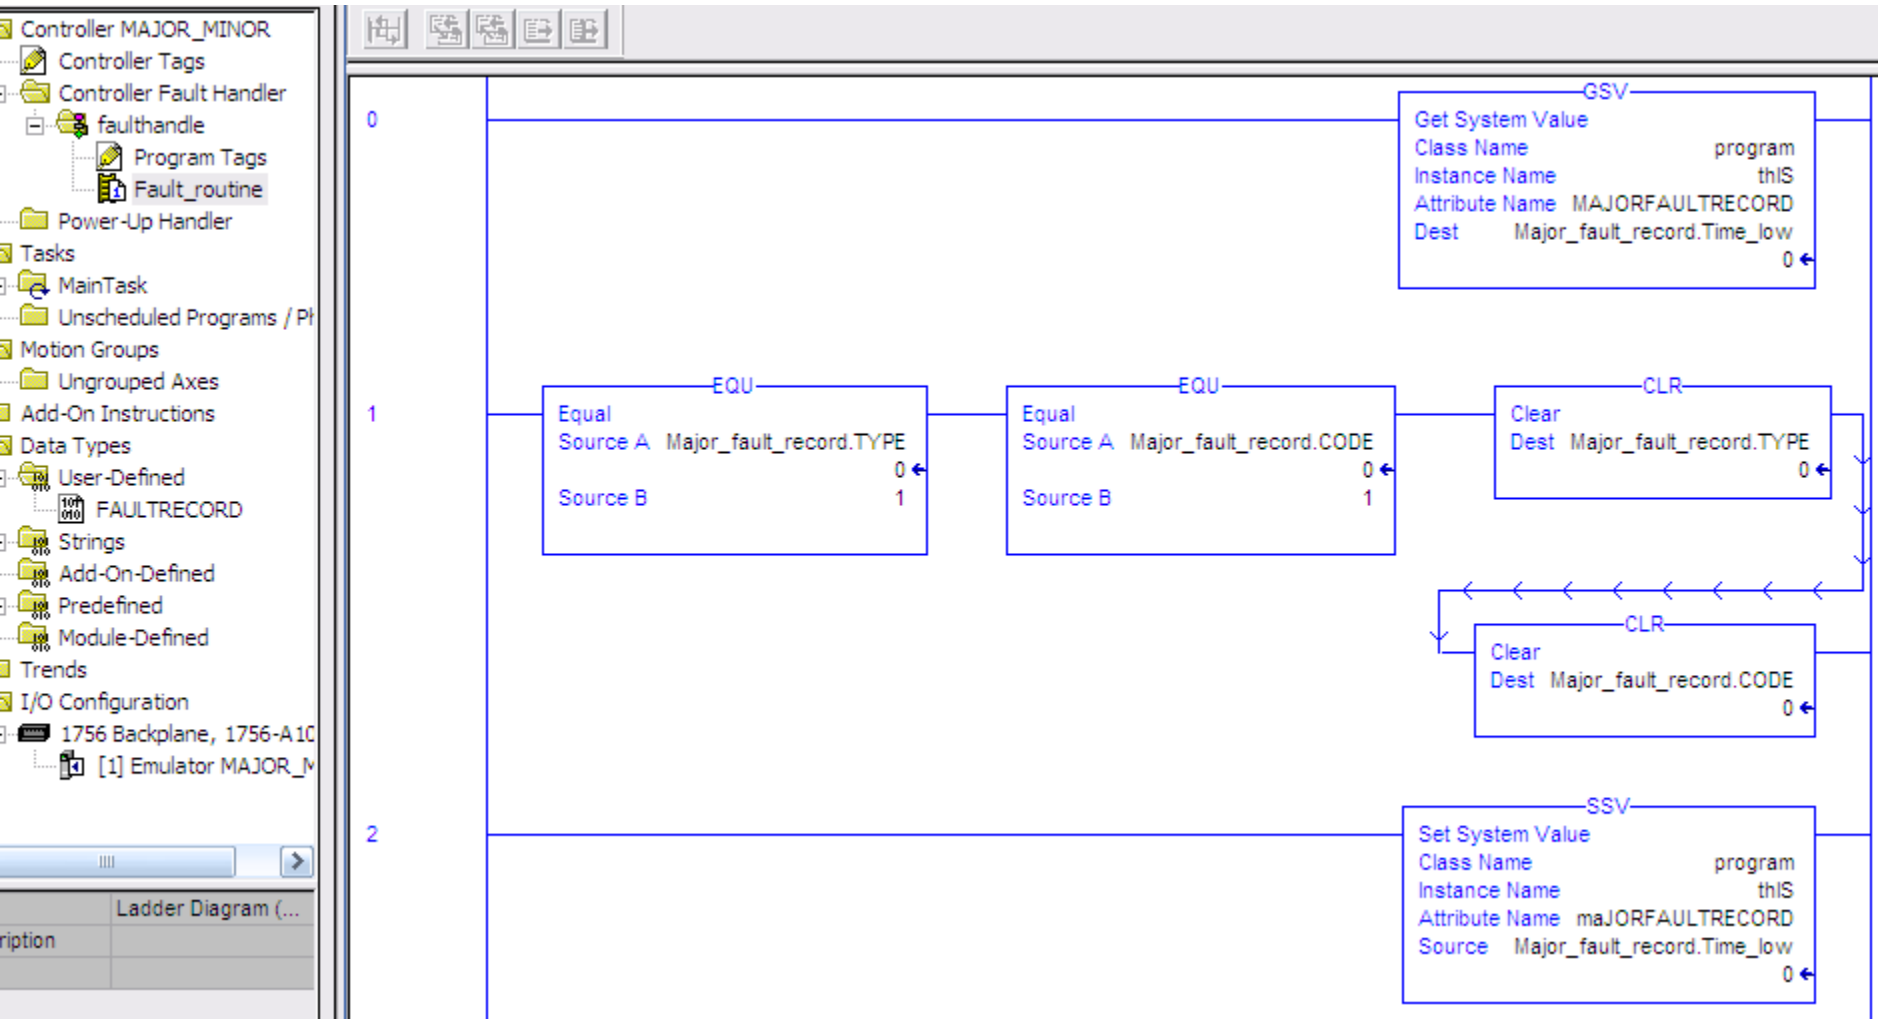 Controller MAJOR_MINOR
Controller Tags
Controller Fault Handler
faulthandle
Program Tags
Fault_routine
Power-Up Handler
Tasks
MainTask
Unscheduled Programs / Ph
Motion Groups
Ungrouped Axes
Add-On Instructions
Data Types
User-Defined
FAULTRECORD
Strings
Add-On-Defined
Predefined
Module-Defined
Trends
I/O Configuration
1756 Backplane, 1756-A10
[1] Emulator MAJOR_M
Ladder Diagram (...
ription
0
GSV
Get System Value
Class Name program
Instance Name thIS
Attribute Name MAJORFAULTRECORD
Dest Major_fault_record.Time_low
0
1
EQU
Equal
Source A Major_fault_record.TYPE
0
Source B 1
EQU
Equal
Source A Major_fault_record.CODE
0
Source B 1
CLR
Clear
Dest Major_fault_record.TYPE
0
CLR
Clear
Dest Major_fault_record.CODE
0
2
SSV
Set System Value
Class Name program
Instance Name thIS
Attribute Name maJORFAULTRECORD
Source Major_fault_record.Time_low
0